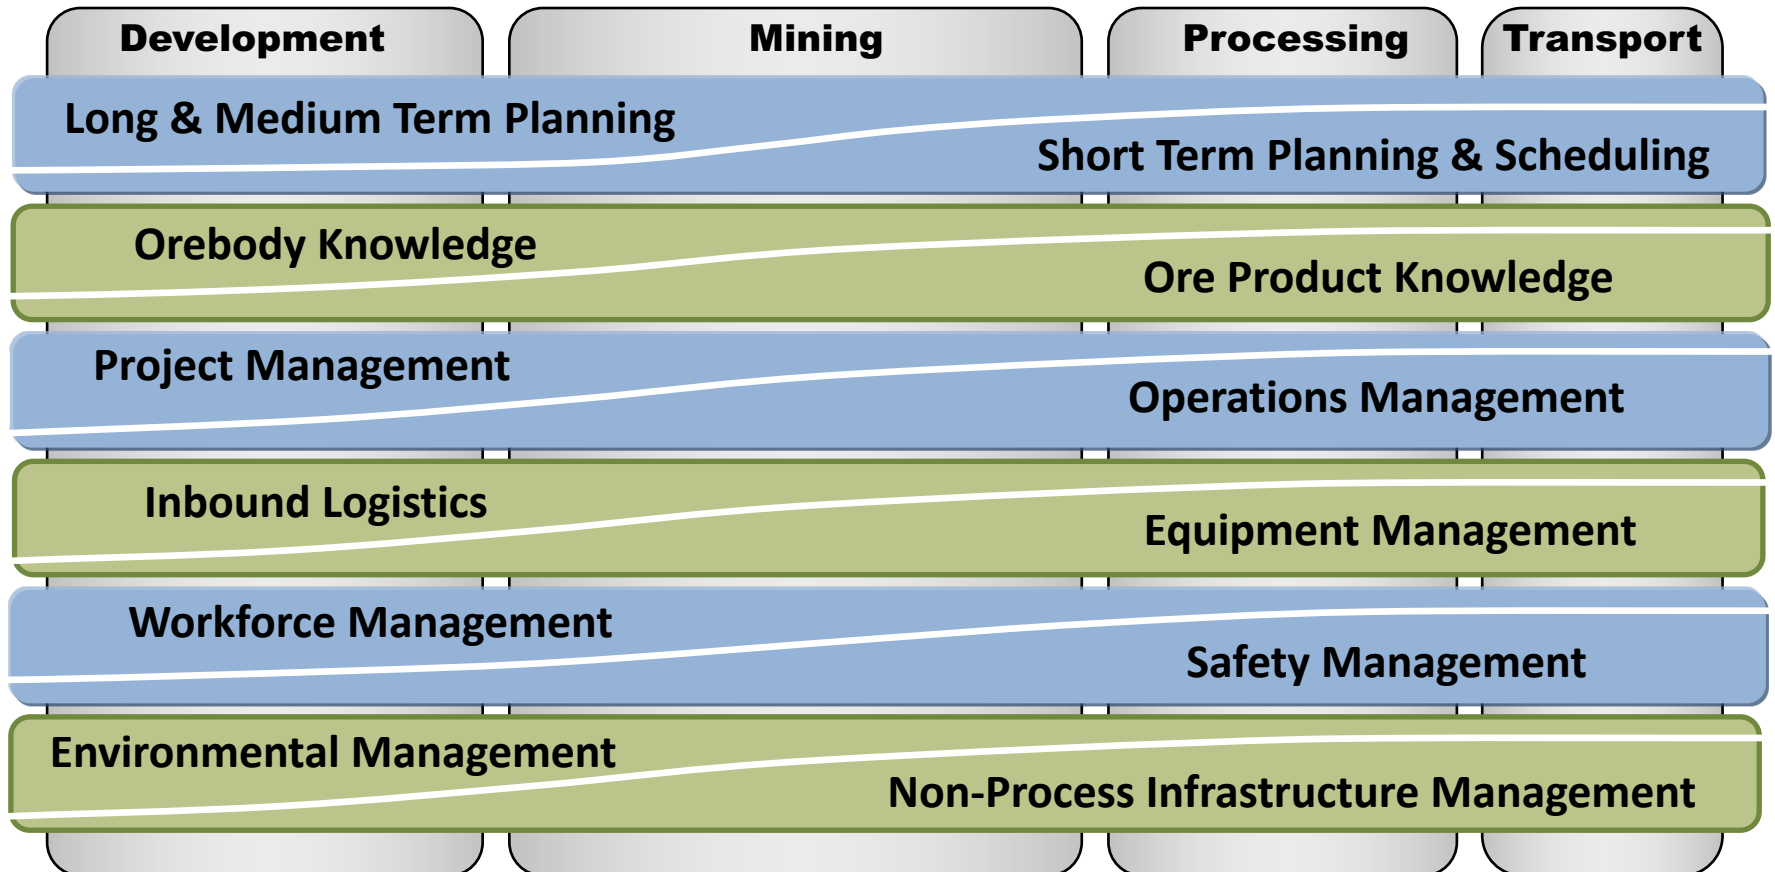 Development
Mining
Processing
Transport
Long & Medium Term Planning
Short Term Planning & Scheduling
Orebody Knowledge
Ore Product Knowledge
Project Management
Operations Management
Inbound Logistics
Equipment Management
Workforce Management
Safety Management
Environmental Management
Non-Process Infrastructure Management